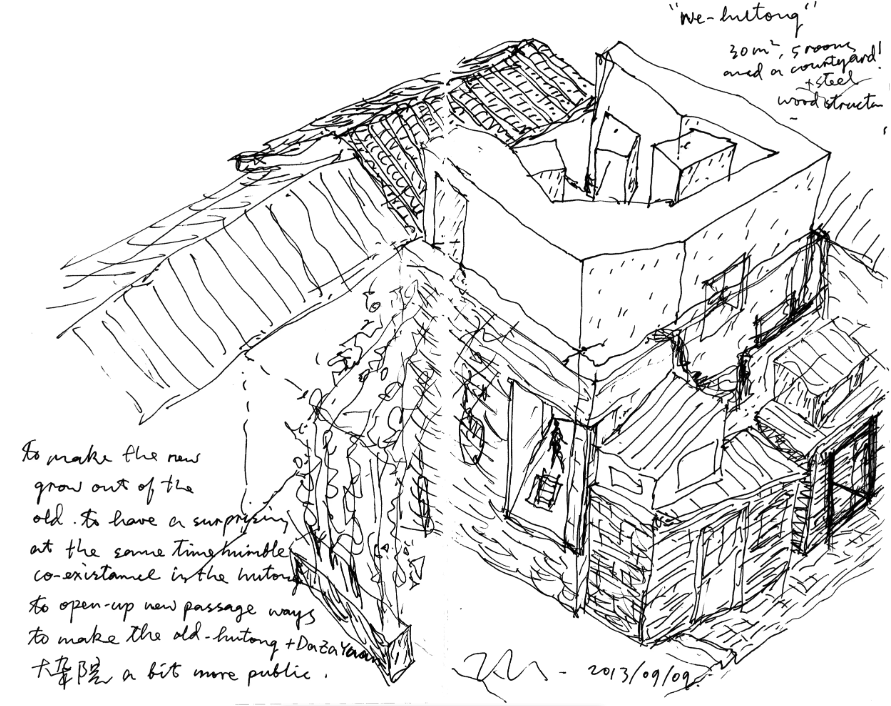 "we-hutong"
30m², 5 rooms
and a courtyard!
+ steel
wood structu
to make the new
grow out of the
old. to have a surprising
at the same time humble
co-existance in the hutong
to open-up new passage ways
to make the old-hutong + DaZaYuan
大杂院 a bit more public.
2013/09/09.